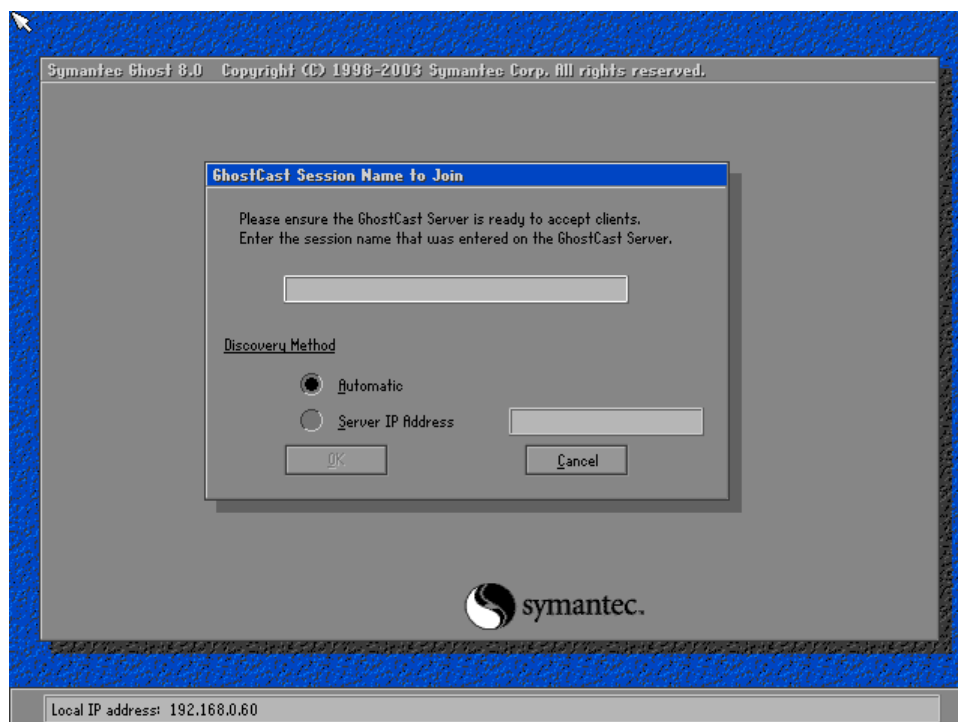 Symantec Ghost 8.0 Copyright (C) 1998-2003 Symantec Corp. All rights reserved.
GhostCast Session Name to Join
Please ensure the GhostCast Server is ready to accept clients.
Enter the session name that was entered on the GhostCast Server.
Discovery Method
Automatic
Server IP Address
OK
Cancel
symantec.
Local IP address: 192.168.0.60